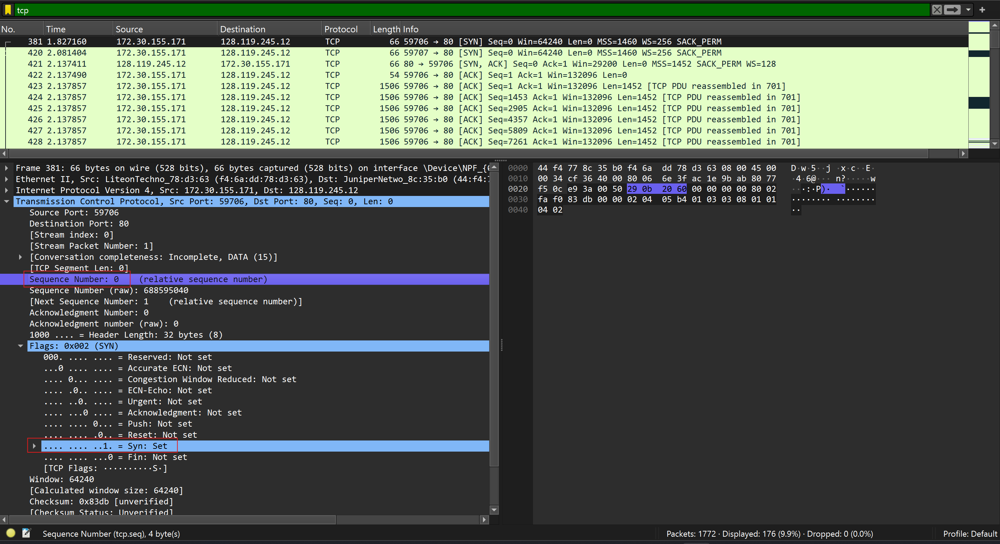 tcp
No. Time Source Destination Protocol Length Info
381 1.827160 172.30.155.171 128.119.245.12 TCP 66 59706 → 80 [SYN] Seq=0 Win=64240 Len=0 MSS=1460 WS=256 SACK_PERM
420 2.081404 172.30.155.171 128.119.245.12 TCP 66 59707 → 80 [SYN] Seq=0 Win=64240 Len=0 MSS=1460 WS=256 SACK_PERM
421 2.137411 128.119.245.12 172.30.155.171 TCP 66 80 → 59706 [SYN, ACK] Seq=0 Ack=1 Win=29200 Len=0 MSS=1452 SACK_PERM WS=128
422 2.137490 172.30.155.171 128.119.245.12 TCP 54 59706 → 80 [ACK] Seq=1 Ack=1 Win=132096 Len=0
423 2.137857 172.30.155.171 128.119.245.12 TCP 1506 59706 → 80 [ACK] Seq=1 Ack=1 Win=132096 Len=1452 [TCP PDU reassembled in 701]
424 2.137857 172.30.155.171 128.119.245.12 TCP 1506 59706 → 80 [ACK] Seq=1453 Ack=1 Win=132096 Len=1452 [TCP PDU reassembled in 701]
425 2.137857 172.30.155.171 128.119.245.12 TCP 1506 59706 → 80 [ACK] Seq=2905 Ack=1 Win=132096 Len=1452 [TCP PDU reassembled in 701]
426 2.137857 172.30.155.171 128.119.245.12 TCP 1506 59706 → 80 [ACK] Seq=4357 Ack=1 Win=132096 Len=1452 [TCP PDU reassembled in 701]
427 2.137857 172.30.155.171 128.119.245.12 TCP 1506 59706 → 80 [ACK] Seq=5809 Ack=1 Win=132096 Len=1452 [TCP PDU reassembled in 701]
428 2.137857 172.30.155.171 128.119.245.12 TCP 1506 59706 → 80 [ACK] Seq=7261 Ack=1 Win=132096 Len=1452 [TCP PDU reassembled in 701]
Frame 381: 66 bytes on wire (528 bits), 66 bytes captured (528 bits) on interface \Device\NPF_{
Ethernet II, Src: LiteonTechno_78:d3:63 (f4:6a:dd:78:d3:63), Dst: JuniperNetwo_8c:35:b0 (44:f4:7
Internet Protocol Version 4, Src: 172.30.155.171, Dst: 128.119.245.12
Transmission Control Protocol, Src Port: 59706, Dst Port: 80, Seq: 0, Len: 0
Source Port: 59706
Destination Port: 80
[Stream index: 0]
[Stream Packet Number: 1]
[Conversation completeness: Incomplete, DATA (15)]
[TCP Segment Len: 0]
Sequence Number: 0 (relative sequence number)
Sequence Number (raw): 688595040
[Next Sequence Number: 1 (relative sequence number)]
Acknowledgment Number: 0
Acknowledgment number (raw): 0
1000 .... = Header Length: 32 bytes (8)
Flags: 0x002 (SYN)
000. .... .... = Reserved: Not set
...0 .... .... = Accurate ECN: Not set
.... 0... .... = Congestion Window Reduced: Not set
.... .0.. .... = ECN-Echo: Not set
.... ..0. .... = Urgent: Not set
.... ...0 .... = Acknowledgment: Not set
.... .... 0... = Push: Not set
.... .... .0.. = Reset: Not set
.... .... ..1. = Syn: Set
.... .... ...0 = Fin: Not set
[TCP Flags: ··········S·]
Window: 64240
[Calculated window size: 64240]
Checksum: 0x83db [unverified]
[Checksum Status: Unverified]
0000 44 f4 77 8c 35 b0 f4 6a dd 78 d3 63 08 00 45 00 D·w·5··j ·x·c··E·
0010 00 34 cf 36 40 00 80 06 6e 3f ac 1e 9b ab 80 77 ·4·6@··· n?·····w
0020 f5 0c e9 3a 00 50 29 0b 20 60 00 00 00 00 80 02 ···:·P)· `······
0030 fa f0 83 db 00 00 02 04 05 b4 01 03 03 08 01 01 ········ ········
0040 04 02 ··
Sequence Number (tcp.seq), 4 byte(s)
Packets: 1772 · Displayed: 176 (9.9%) · Dropped: 0 (0.0%)
Profile: Default